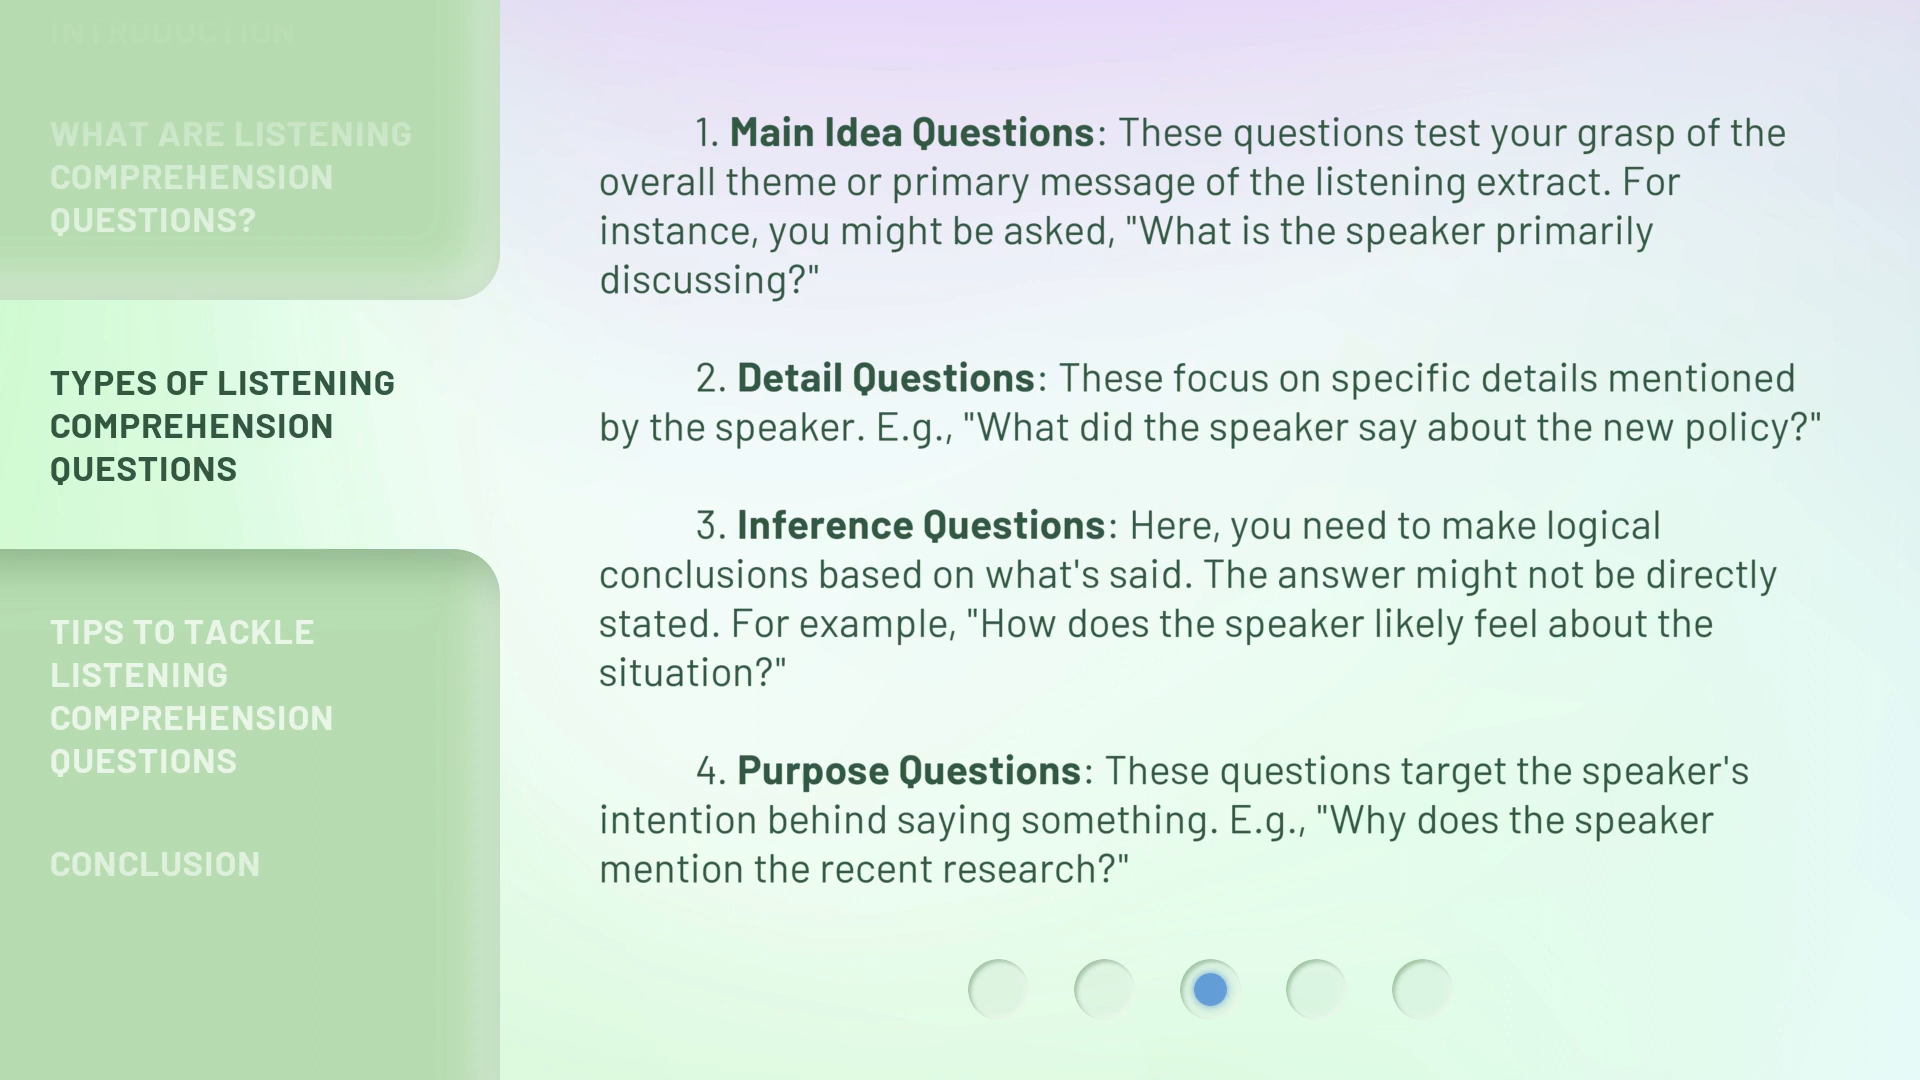 INTRODUCTION
WHAT ARE LISTENING
COMPREHENSION
QUESTIONS?
TYPES OF LISTENING
COMPREHENSION
QUESTIONS
TIPS TO TACKLE
LISTENING
COMPREHENSION
QUESTIONS
CONCLUSION
1. Main Idea Questions: These questions test your grasp of the
overall theme or primary message of the listening extract. For
instance, you might be asked, "What is the speaker primarily
discussing?"
2. Detail Questions: These focus on specific details mentioned
by the speaker. E.g., "What did the speaker say about the new policy?"
3. Inference Questions: Here, you need to make logical
conclusions based on what's said. The answer might not be directly
stated. For example, "How does the speaker likely feel about the
situation?"
4. Purpose Questions: These questions target the speaker's
intention behind saying something. E.g., "Why does the speaker
mention the recent research?"